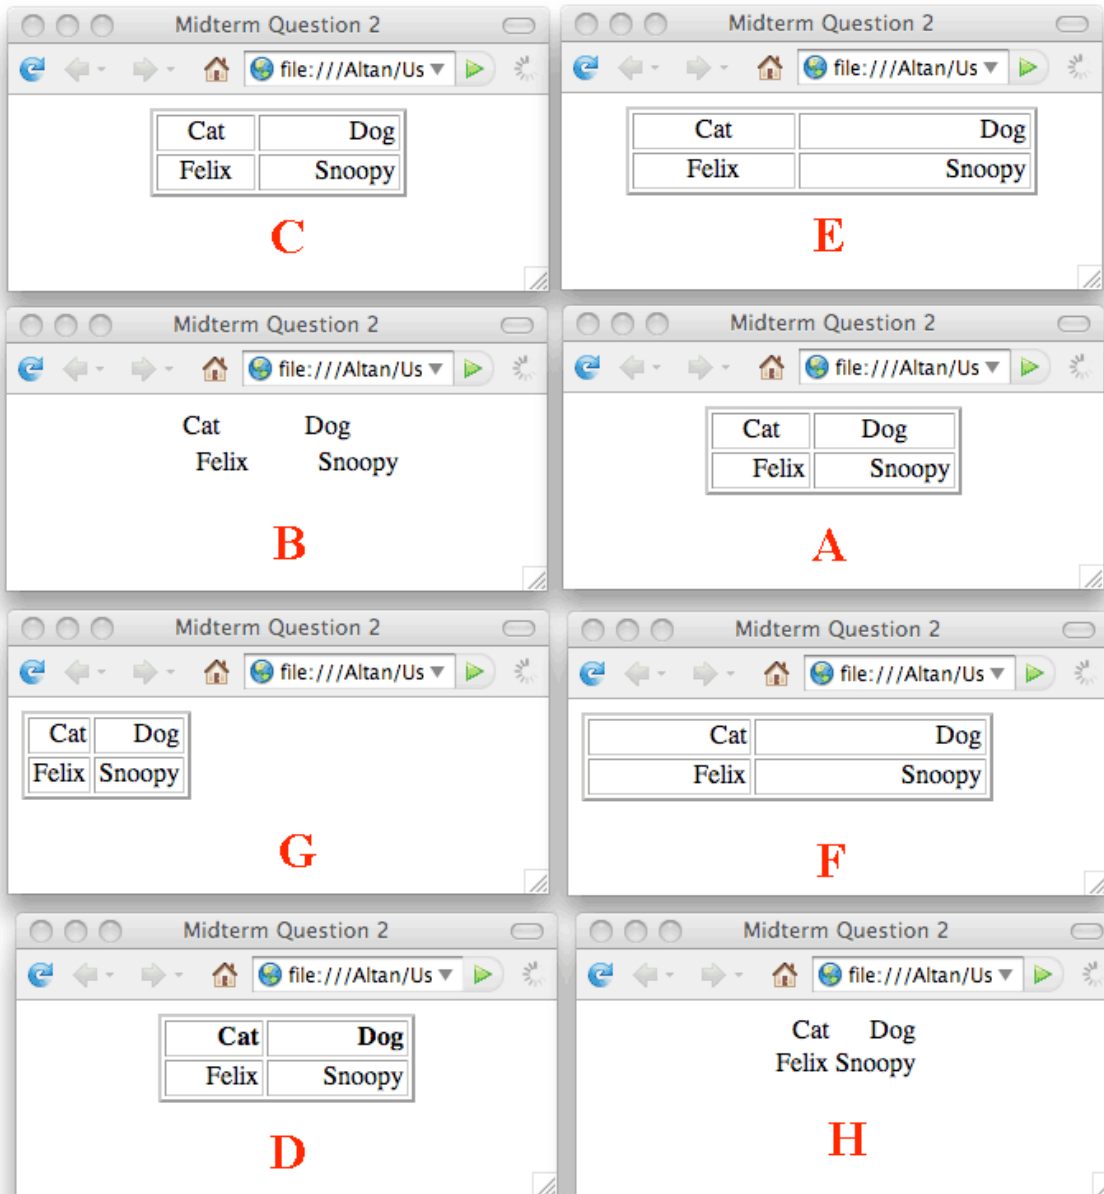 Midterm Question 2
file:///Altan/Us
Cat Dog
Felix Snoopy
C
Midterm Question 2
file:///Altan/Us
Cat Dog
Felix Snoopy
E
Midterm Question 2
file:///Altan/Us
Cat Dog
Felix Snoopy
B
Midterm Question 2
file:///Altan/Us
Cat Dog
Felix Snoopy
A
Midterm Question 2
file:///Altan/Us
Cat Dog
Felix Snoopy
G
Midterm Question 2
file:///Altan/Us
Cat Dog
Felix Snoopy
F
Midterm Question 2
file:///Altan/Us
Cat Dog
Felix Snoopy
D
Midterm Question 2
file:///Altan/Us
Cat Dog
Felix Snoopy
H